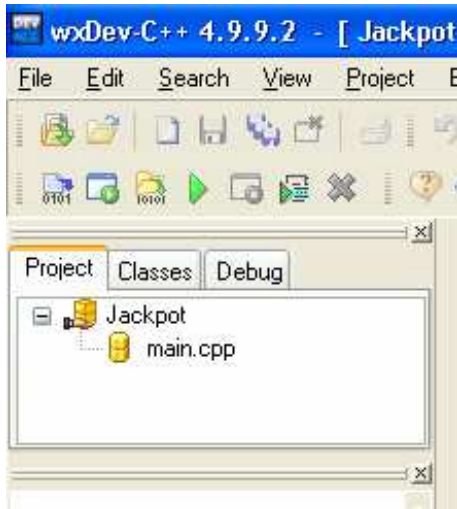 wxDev-C++ 4.9.9.2 - [ Jackpot
File Edit Search View Project E
Project Classes Debug
Jackpot
main.cpp